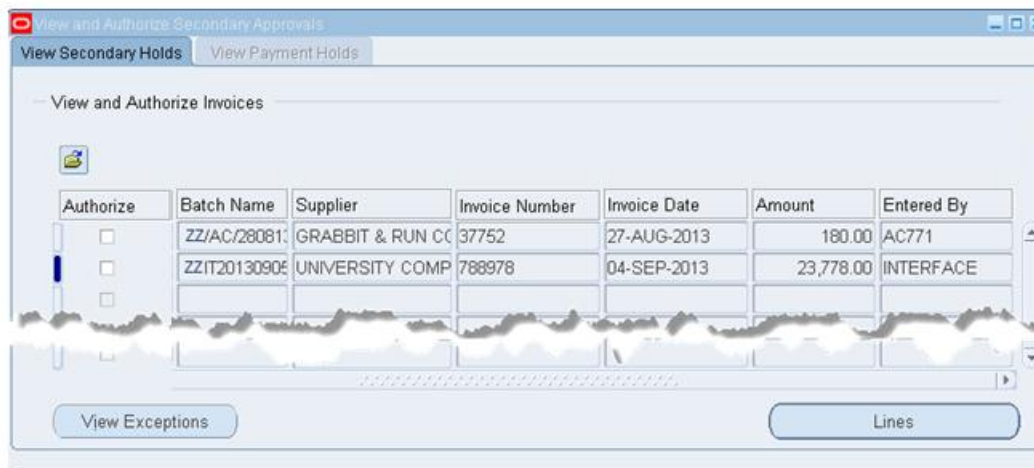 View and Authorize Secondary Approvals
View Secondary Holds View Payment Holds
View and Authorize Invoices
Authorize Batch Name Supplier Invoice Number Invoice Date Amount Entered By
ZZ/AC/280813 GRABBIT & RUN CO 37752 27-AUG-2013 180.00 AC771
ZZIT20130905 UNIVERSITY COMP 788978 04-SEP-2013 23,778.00 INTERFACE
View Exceptions Lines